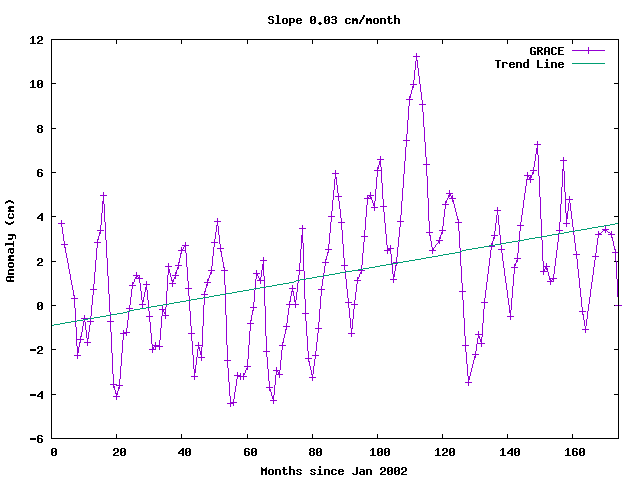 Slope 0.03 cm/month
GRACE
Trend Line
Anomaly (cm)
12
10
8
6
4
2
0
-2
-4
-6
0 20 40 60 80 100 120 140 160
Months since Jan 2002